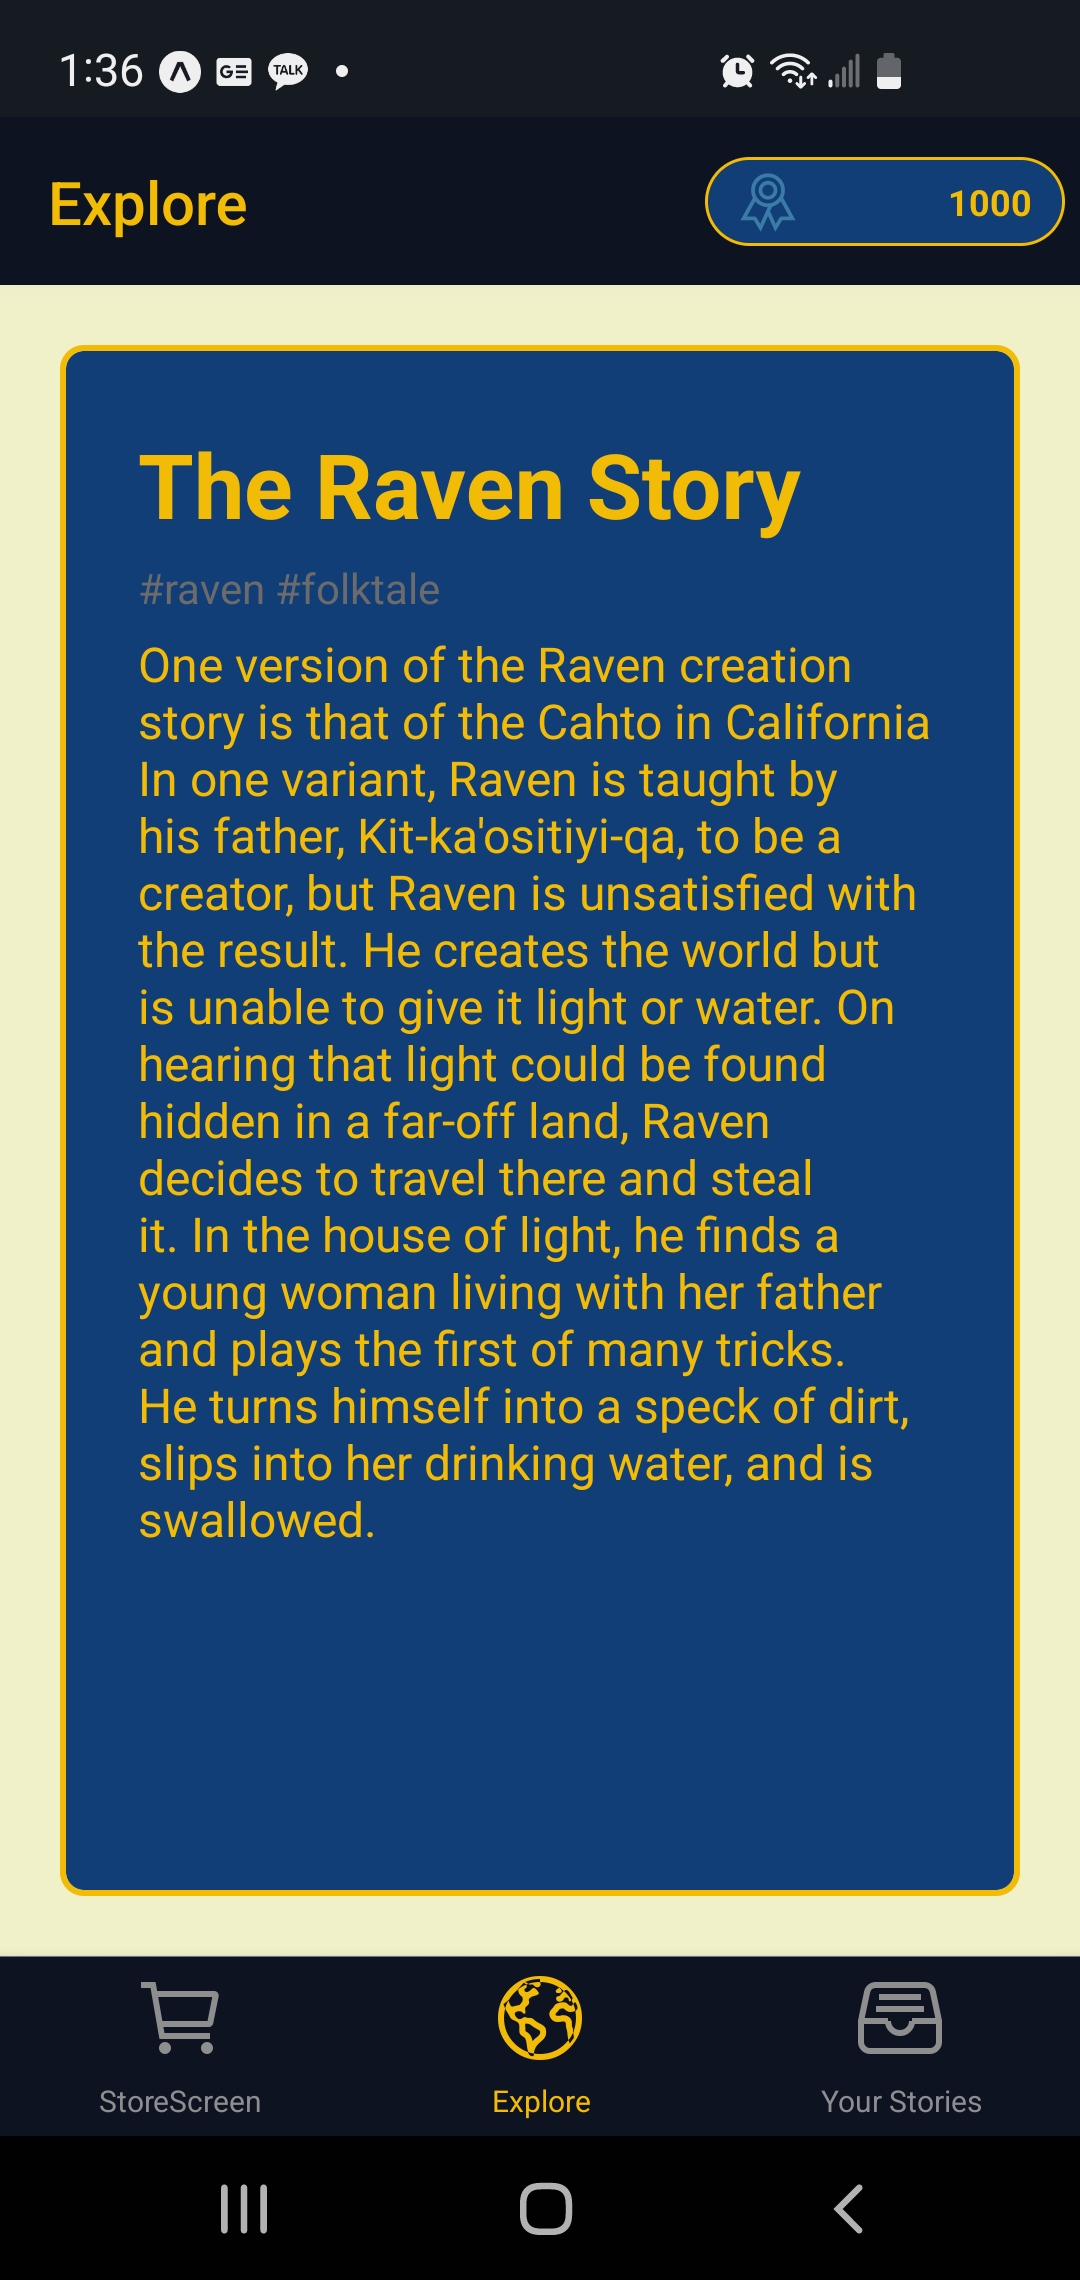 1:36 GE TALK
Explore
1000
The Raven Story
#raven #folktale
One version of the Raven creation
story is that of the Cahto in California
In one variant, Raven is taught by
his father, Kit-ka'ositiyi-qa, to be a
creator, but Raven is unsatisfied with
the result. He creates the world but
is unable to give it light or water. On
hearing that light could be found
hidden in a far-off land, Raven
decides to travel there and steal
it. In the house of light, he finds a
young woman living with her father
and plays the first of many tricks.
He turns himself into a speck of dirt,
slips into her drinking water, and is
swallowed.
StoreScreen
Explore
Your Stories